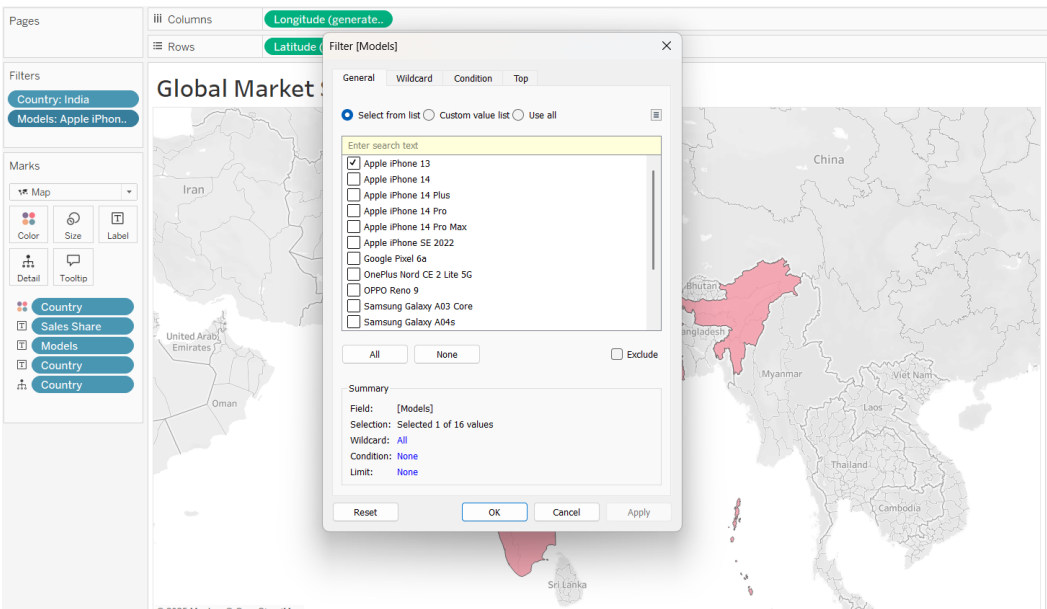 Pages
Columns
Longitude (generate..
Rows
Latitude (
Filters
Country: India
Models: Apple iPhon..
Marks
Map
Color
Size
Label
Detail
Tooltip
Country
Sales Share
Models
Country
Country
Global Market
Filter [Models]
General
Wildcard
Condition
Top
Select from list
Custom value list
Use all
Enter search text
Apple iPhone 13
Apple iPhone 14
Apple iPhone 14 Plus
Apple iPhone 14 Pro
Apple iPhone 14 Pro Max
Apple iPhone SE 2022
Google Pixel 6a
OnePlus Nord CE 2 Lite 5G
OPPO Reno 9
Samsung Galaxy A03 Core
Samsung Galaxy A04s
All
None
Exclude
Summary
Field: [Models]
Selection: Selected 1 of 16 values
Wildcard: All
Condition: None
Limit: None
Reset
OK
Cancel
Apply
Iran
United Arab
Emirates
Oman
China
Bhutan
angladesh
Myanmar
Viet Nam
Laos
Thailand
Cambodia
Sri Lanka